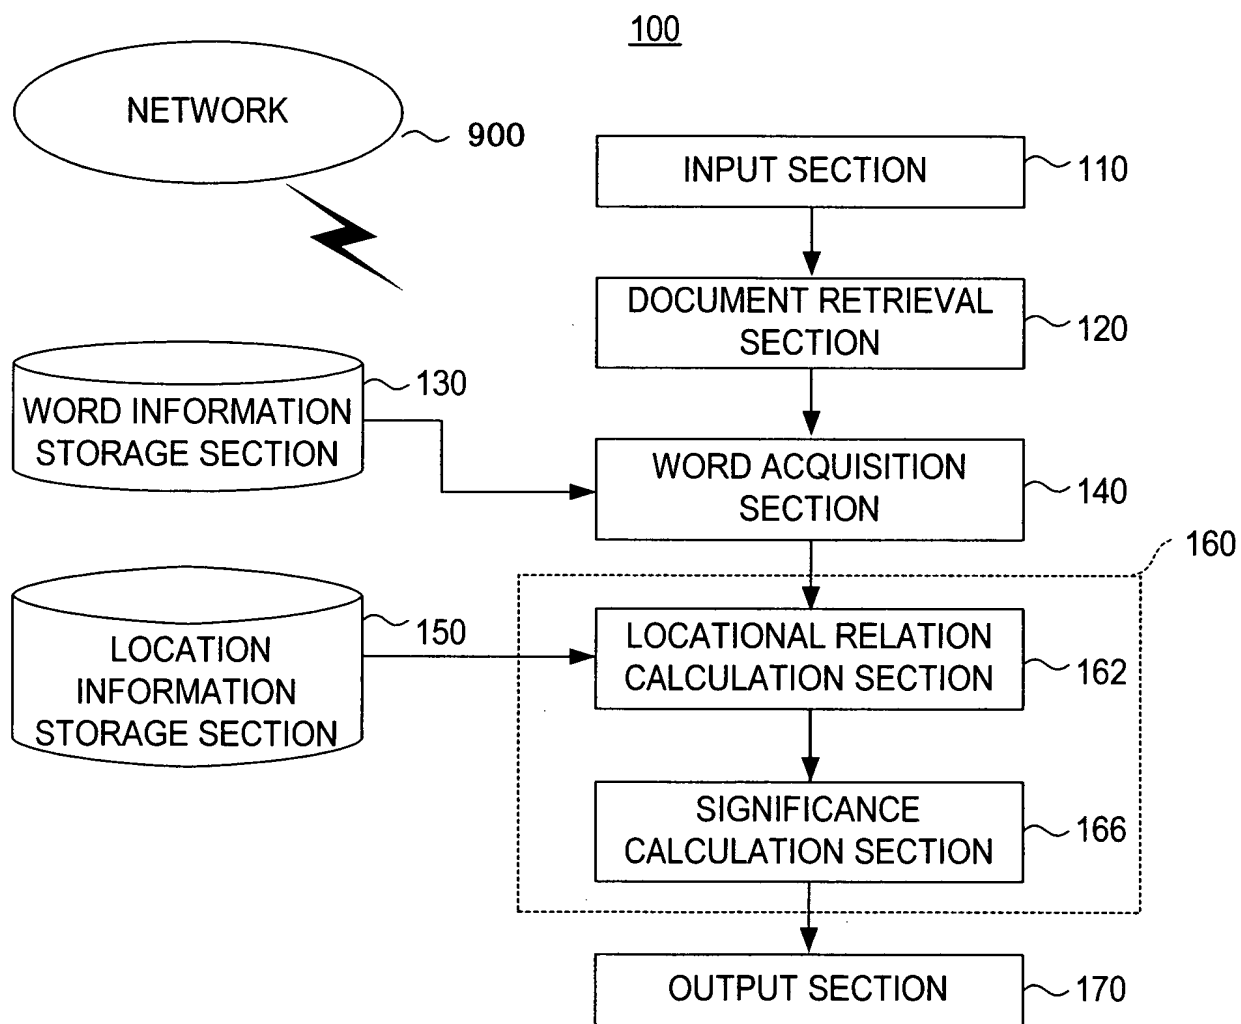 100
NETWORK
900
INPUT SECTION
110
DOCUMENT RETRIEVAL
SECTION
120
130
WORD INFORMATION
STORAGE SECTION
WORD ACQUISITION
SECTION
140
160
150
LOCATION
INFORMATION
STORAGE SECTION
LOCATIONAL RELATION
CALCULATION SECTION
162
SIGNIFICANCE
CALCULATION SECTION
166
OUTPUT SECTION
170